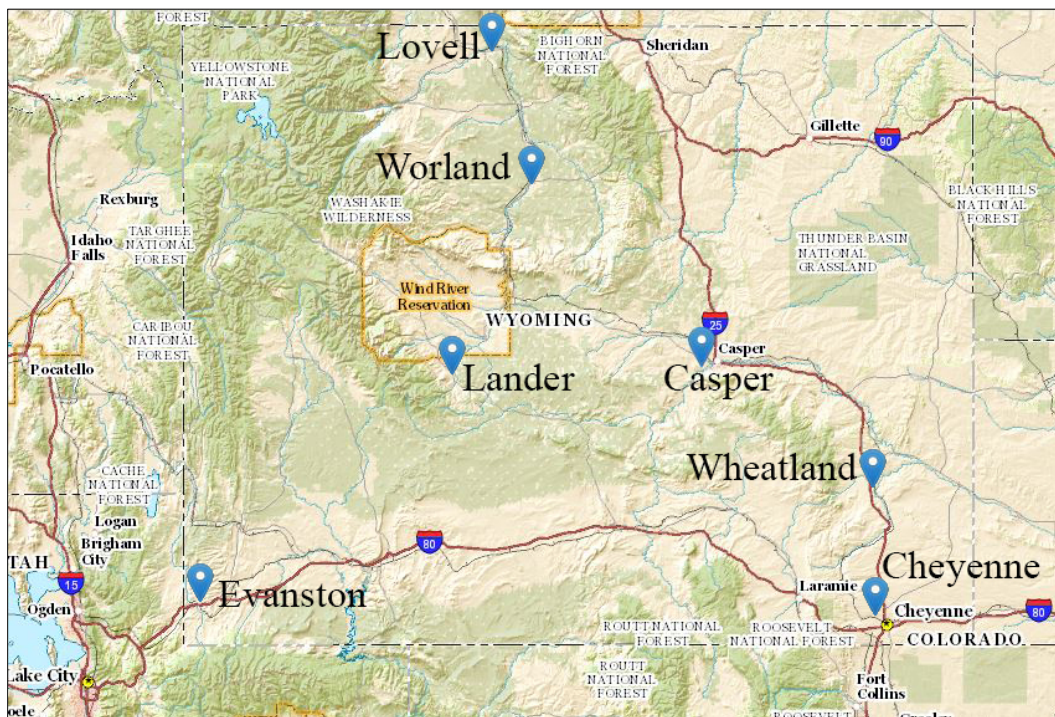 FOREST
Lovell
BIGHORN
NATIONAL
FOREST
Sheridan
YELLOWSTONE
NATIONAL
PARK
Gillette
90
Worland
Rexburg
WASHAKIE
WILDERNESS
BLACK HILLS
NATIONAL
FOREST
TARGHEE
NATIONAL
FOREST
Idaho
Falls
THUNDER BASIN
NATIONAL
GRASSLAND
Wind River
Reservation
WYOMING
CARIBOU
NATIONAL
FOREST
25
Casper
Pocatello
Lander
Casper
Wheatland
CACHE
NATIONAL
FOREST
Logan
Brigham
City
TAH
80
15
Evanston
Cheyenne
Laramie
Ogden
Cheyenne
80
ROUTT NATIONAL
FOREST
ROOSEVELT
NATIONAL FOREST
COLORADO
Lake City
ROUTT
NATIONAL
FOREST
Fort
Collins
oele
ROOSEVELT